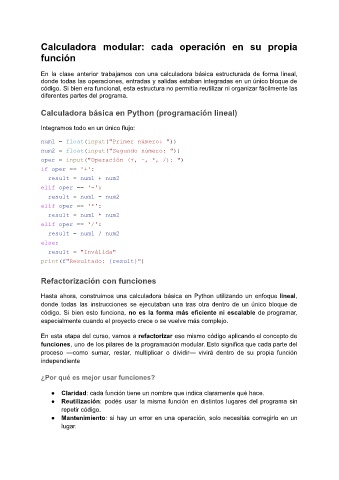 Calculadora modular: cada operación en su propia
función
En la clase anterior trabajamos con una calculadora básica estructurada de forma lineal,
donde todas las operaciones, entradas y salidas estaban integradas en un único bloque de
código. Si bien era funcional, esta estructura no permitía reutilizar ni organizar fácilmente las
diferentes partes del programa.
Calculadora básica en Python (programación lineal)
Integramos todo en un único flujo:
num1 = float(input("Primer número: "))
num2 = float(input("Segundo número: "))
oper = input("Operación (+, -, *, /): ")
if oper == '+':
  result = num1 + num2
elif oper == '-':
  result = num1 - num2
elif oper == '*':
  result = num1 * num2
elif oper == '/':
  result = num1 / num2
else:
  result = "Inválida"
print(f"Resultado: {result}")
Refactorización con funciones
Hasta ahora, construimos una calculadora básica en Python utilizando un enfoque lineal,
donde todas las instrucciones se ejecutaban una tras otra dentro de un único bloque de
código. Si bien esto funciona, no es la forma más eficiente ni escalable de programar,
especialmente cuando el proyecto crece o se vuelve más complejo.
En esta etapa del curso, vamos a refactorizar ese mismo código aplicando el concepto de
funciones, uno de los pilares de la programación modular. Esto significa que cada parte del
proceso —como sumar, restar, multiplicar o dividir— vivirá dentro de su propia función
independiente
¿Por qué es mejor usar funciones?
● Claridad: cada función tiene un nombre que indica claramente qué hace.
● Reutilización: podés usar la misma función en distintos lugares del programa sin
repetir código.
● Mantenimiento: si hay un error en una operación, solo necesitás corregirlo en un
lugar.